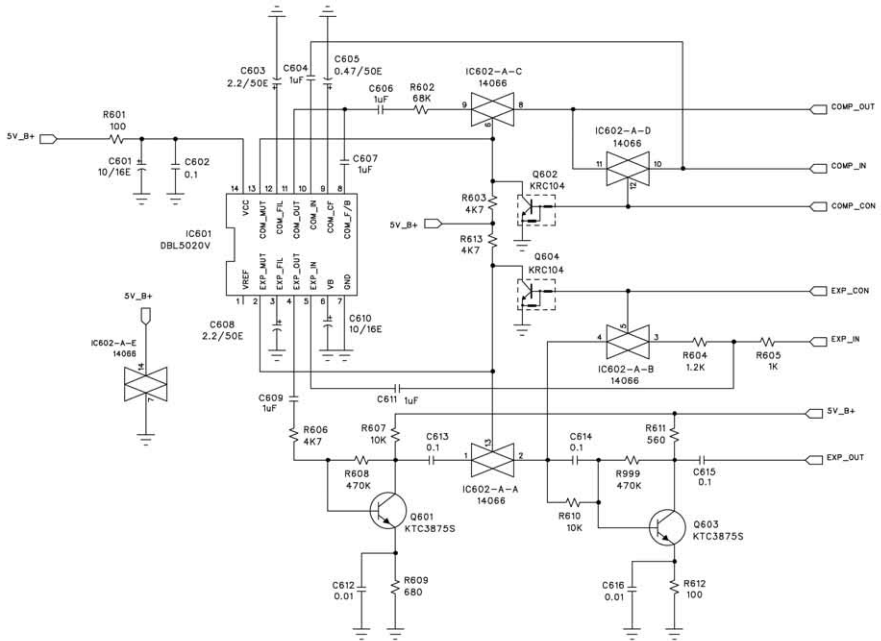 C603
2.2/50E
C604
1uF
C605
0.47/50E
C606
1uF
R602
68K
IC602-A-C
14066
9
8
6
COMP_OUT
R601
100
5V_B+
C601
10/16E
C602
0.1
C607
1uF
IC602-A-D
14066
11
10
12
COMP_IN
Q602
KRC104
COMP_CON
14
13
12
11
10
9
8
VCC
COM_MUT
COM_FIL
COM_OUT
COM_IN
COM_CF
COM_F/B
IC601
DBL5020V
VREF
EXP_MUT
EXP_FIL
EXP_OUT
EXP_IN
VB
GND
1
2
3
4
5
6
7
R603
4K7
5V_B+
R613
4K7
Q604
KRC104
EXP_CON
5V_B+
C608
2.2/50E
C610
10/16E
5
4
3
IC602-A-B
14066
R604
1.2K
R605
1K
EXP_IN
IC602-A-E
14066
14
7
C609
1uF
C611
1uF
5V_B+
R606
4K7
R607
10K
C613
0.1
13
1
2
IC602-A-A
14066
C614
0.1
R611
560
EXP_OUT
R608
470K
R999
470K
C615
0.1
R610
10K
Q601
KTC3875S
Q603
KTC3875S
C612
0.01
R609
680
C616
0.01
R612
100